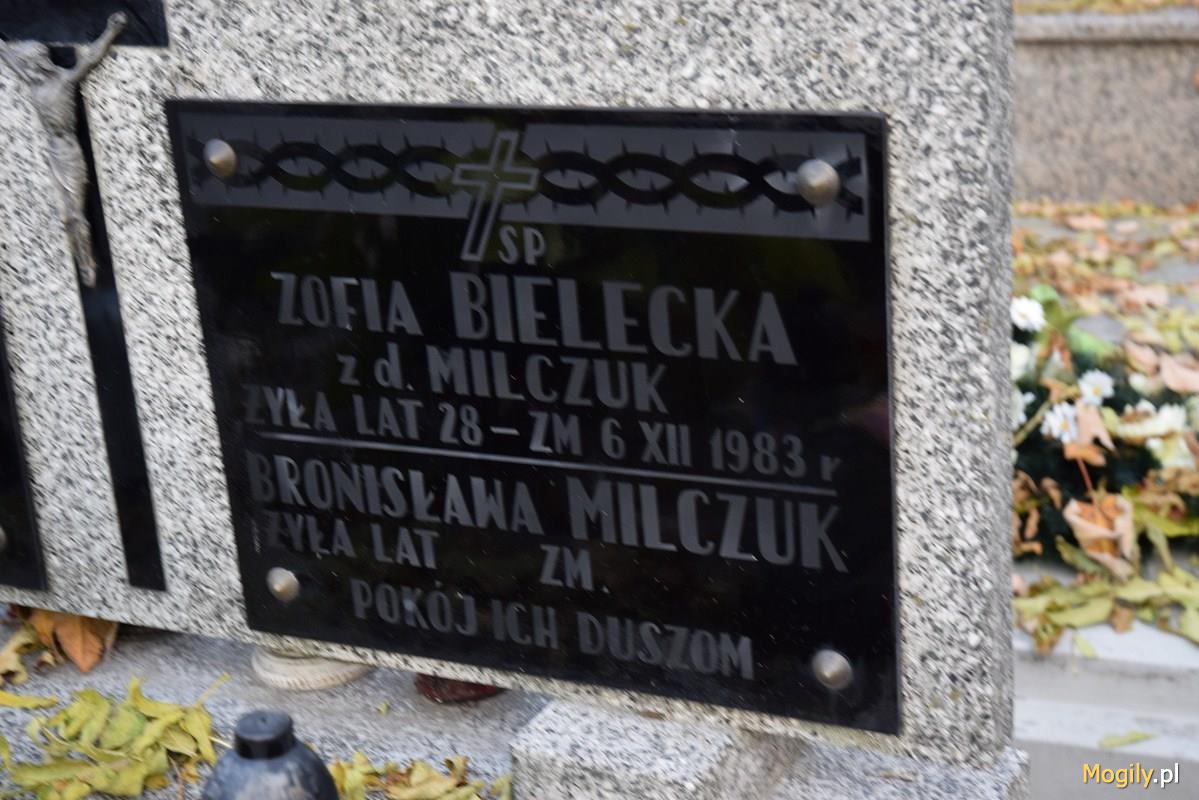 SP
ZOFIA BIELECKA
z d. MILCZUK
ŻYŁA LAT 28 – ZM 6 XII 1983 r
BRONISŁAWA MILCZUK
ŻYŁA LAT ZM.
POKÓJ ICH DUSZOM
Mogily.pl